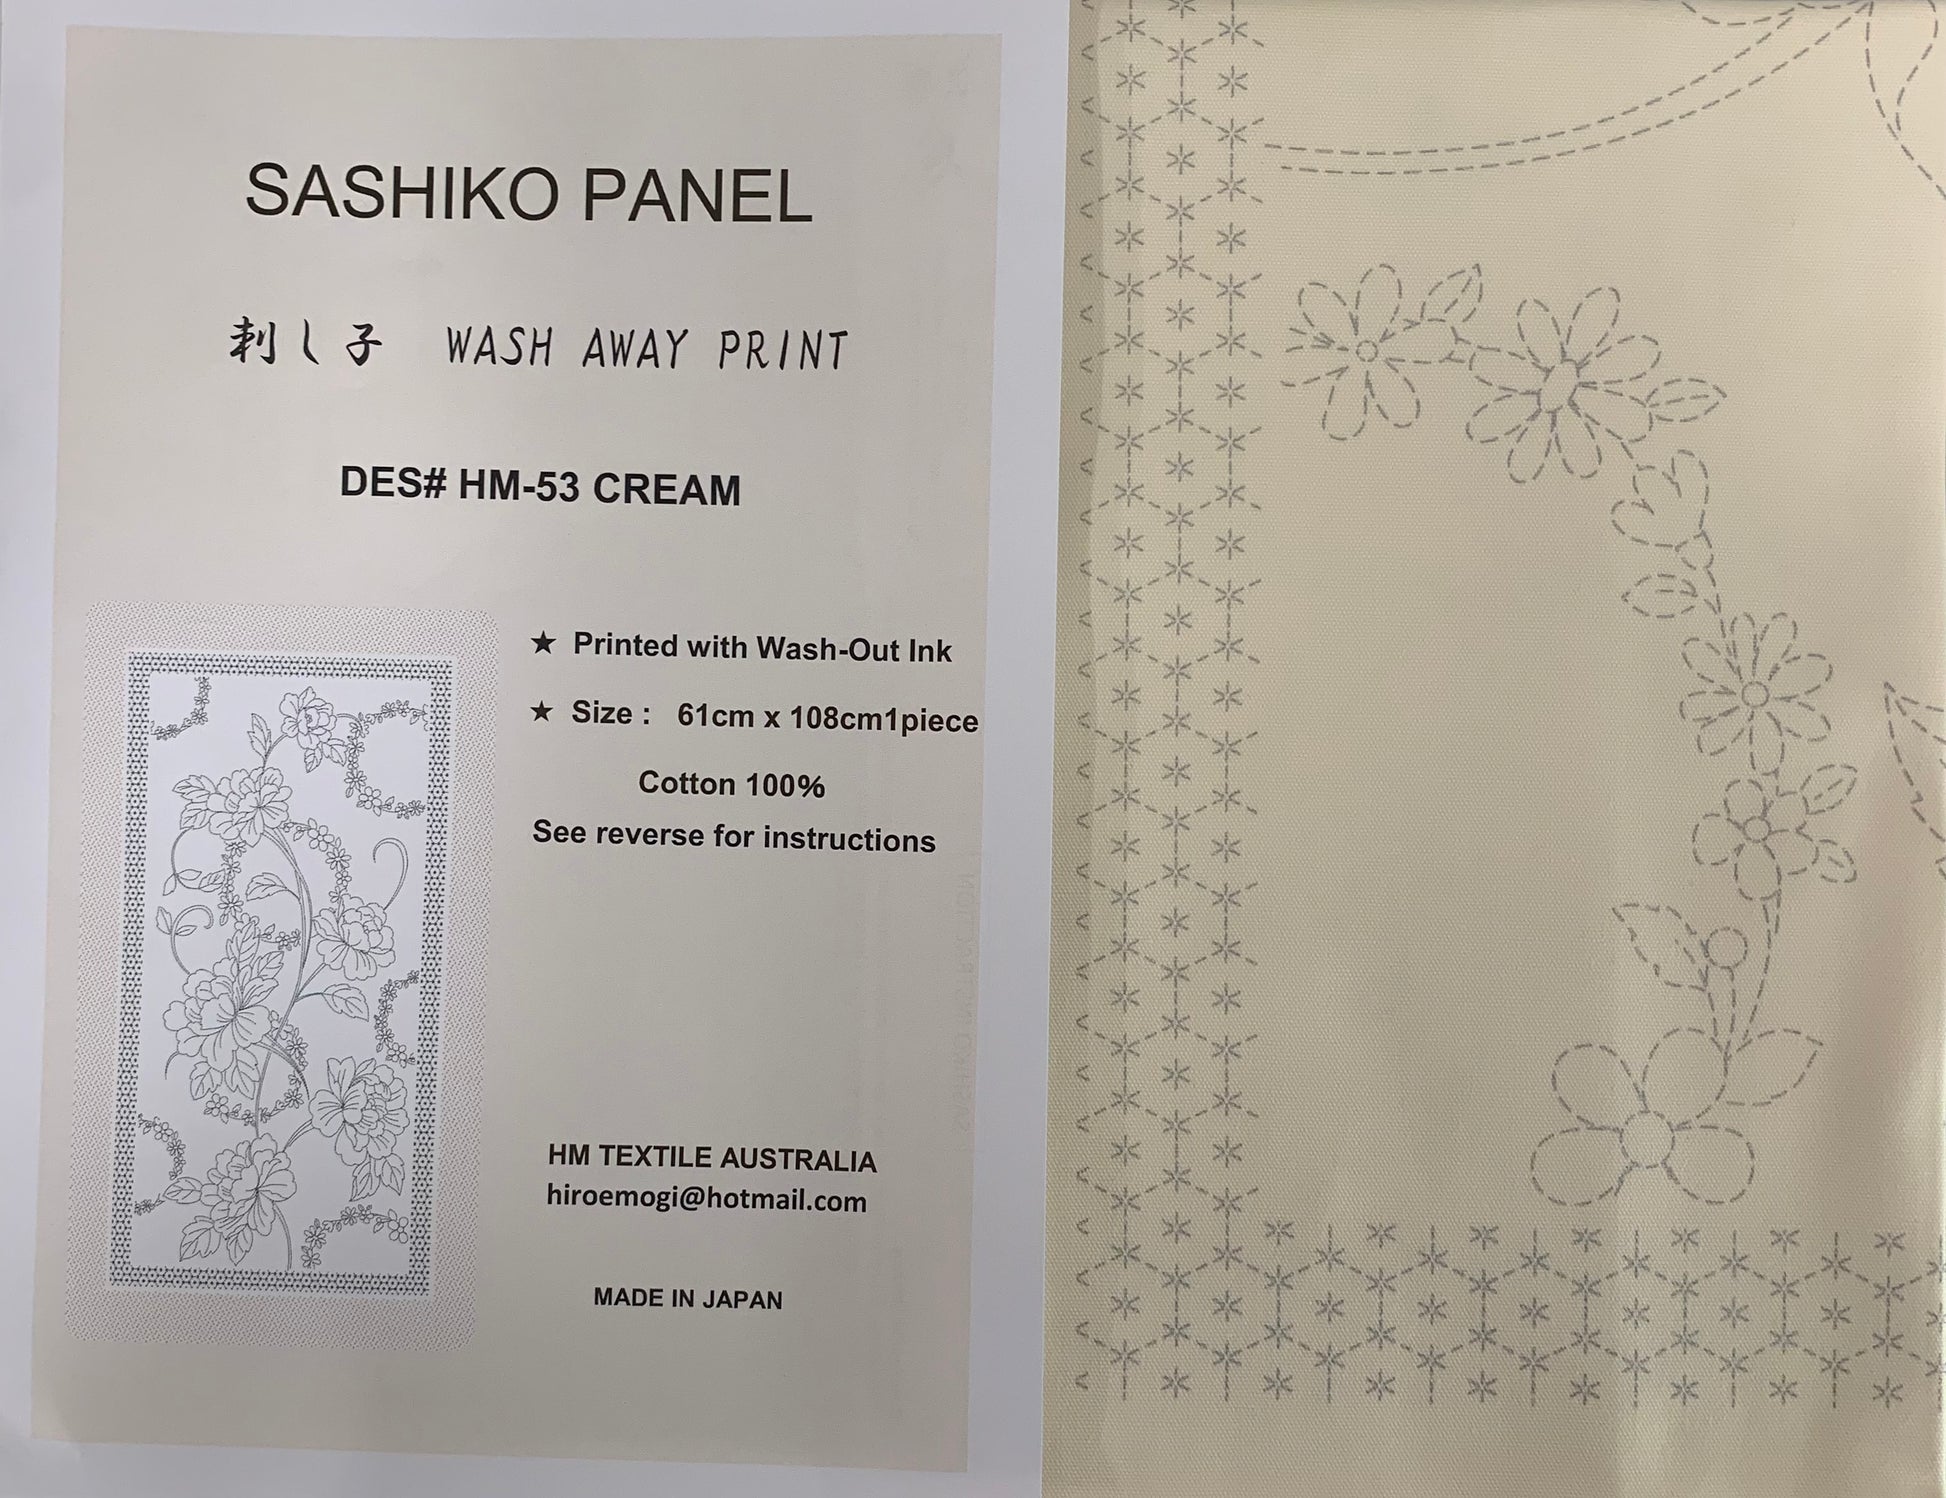 SASHIKO PANEL
刺し子 WASH AWAY PRINT
DES# HM-53 CREAM
★ Printed with Wash-Out Ink
★ Size : 61cm x 108cm1piece
Cotton 100%
See reverse for instructions
HM TEXTILE AUSTRALIA
hiroemogi@hotmail.com
MADE IN JAPAN